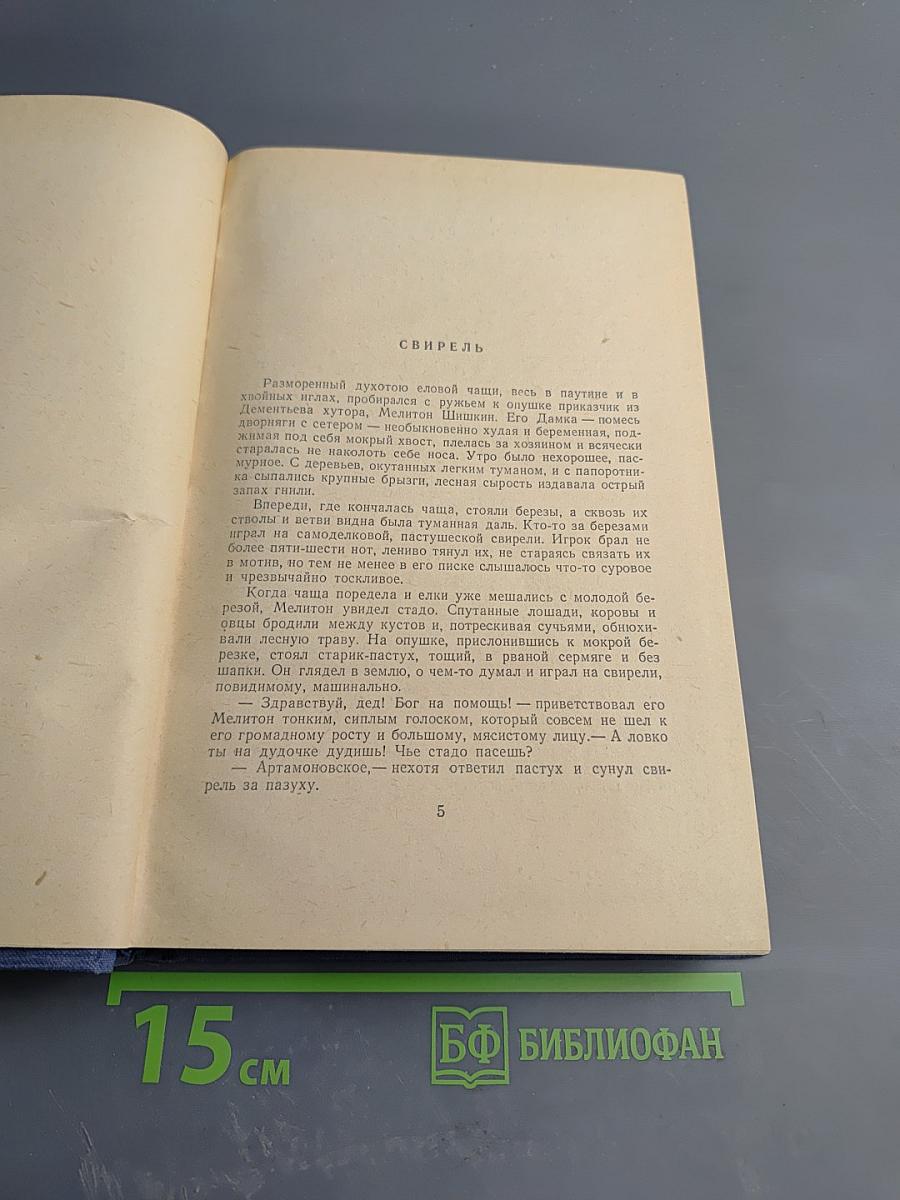 СВИРЕЛЬ
Разморенный духотою еловой чащи, весь в паутине и в
хвойных иглах, пробирался с ружьем к опушке приказчик из
Дементьева хутора, Мелитон Шишкин. Его Дамка — помесь
дворняги с сетером — необыкновенно худая и беременная, под-
жимая под себя мокрый хвост, плелась за хозяином и всячески
старалась не наколоть себе носа. Утро было нехорошее, пас-
мурное. С деревьев, окутанных легким туманом, и с папоротни-
ка сыпались крупные брызги, лесная сырость издавала острый
запах гнили.
Впереди, где кончалась чаща, стояли березы, а сквозь их
стволы и ветви видна была туманная даль. Кто-то за березами
играл на самоделковой, пастушеской свирели. Игрок брал не
более пяти-шести нот, лениво тянул их, не стараясь связать их
в мотив, но тем не менее в его писке слышалось что-то суровое
и чрезвычайно тоскливое.
Когда чаща поредела и елки уже мешались с молодой бе-
резой, Мелитон увидел стадо. Спутанные лошади, коровы и
овцы бродили между кустов и, потрескивая сучьями, обнюхи-
вали лесную траву. На опушке, прислонившись к мокрой бе-
резке, стоял старик-пастух, тощий, в рваной сермяге и без
шапки. Он глядел в землю, о чем-то думал и играл на свирели,
повидимому, машинально.
— Здравствуй, дед! Бог на помощь! — приветствовал его
Мелитон тонким, сиплым голоском, который совсем не шел к
его громадному росту и большому, мясистому лицу.— А ловко
ты на дудочке дудишь! Чье стадо пасешь?
— Артамоновское,— нехотя ответил пастух и сунул сви-
рель за пазуху.
5
15 см
БФ БИБЛИОФАН